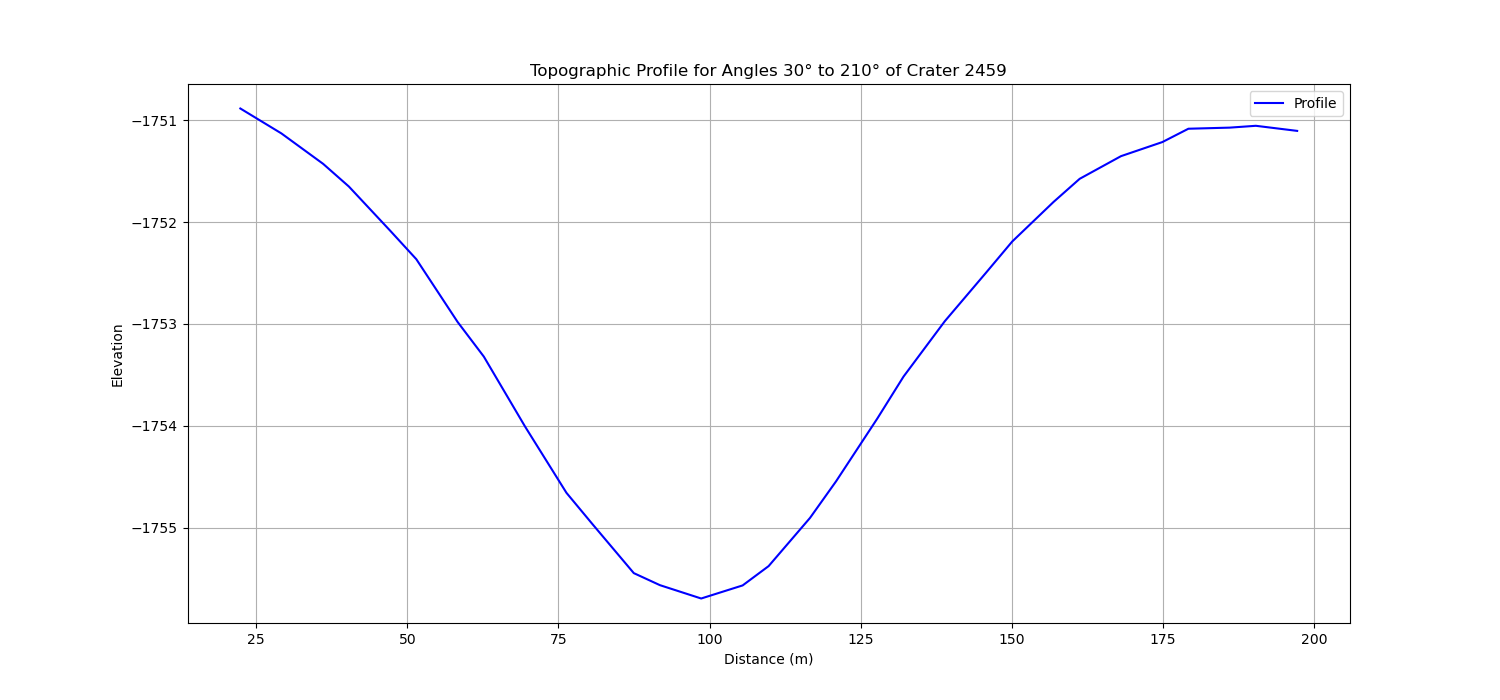 Topographic Profile for Angles 30° to 210° of Crater 2459
Profile
−1751
−1752
−1753
−1754
−1755
Elevation
25 50 75 100 125 150 175 200
Distance (m)